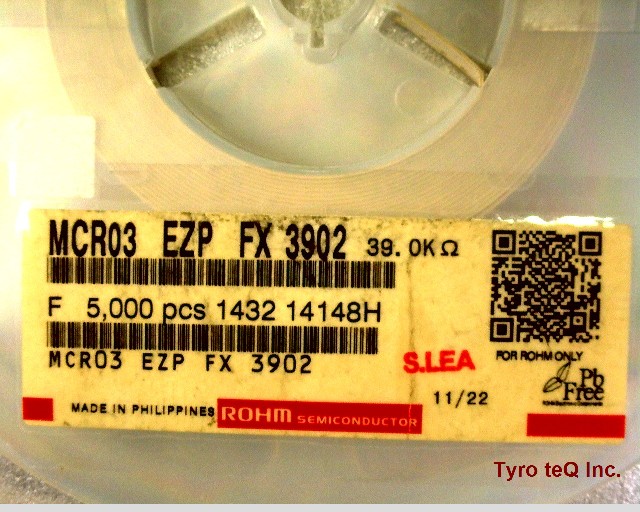 MCR03 EZP FX 3902 39.0KΩ
F 5,000 pcs 1432 14148H
MCR03 EZP FX 3902
S.LEA
FOR ROHM ONLY
Pb
Free
11/22
MADE IN PHILIPPINES ROHM SEMICONDUCTOR
Tyro teQ Inc.